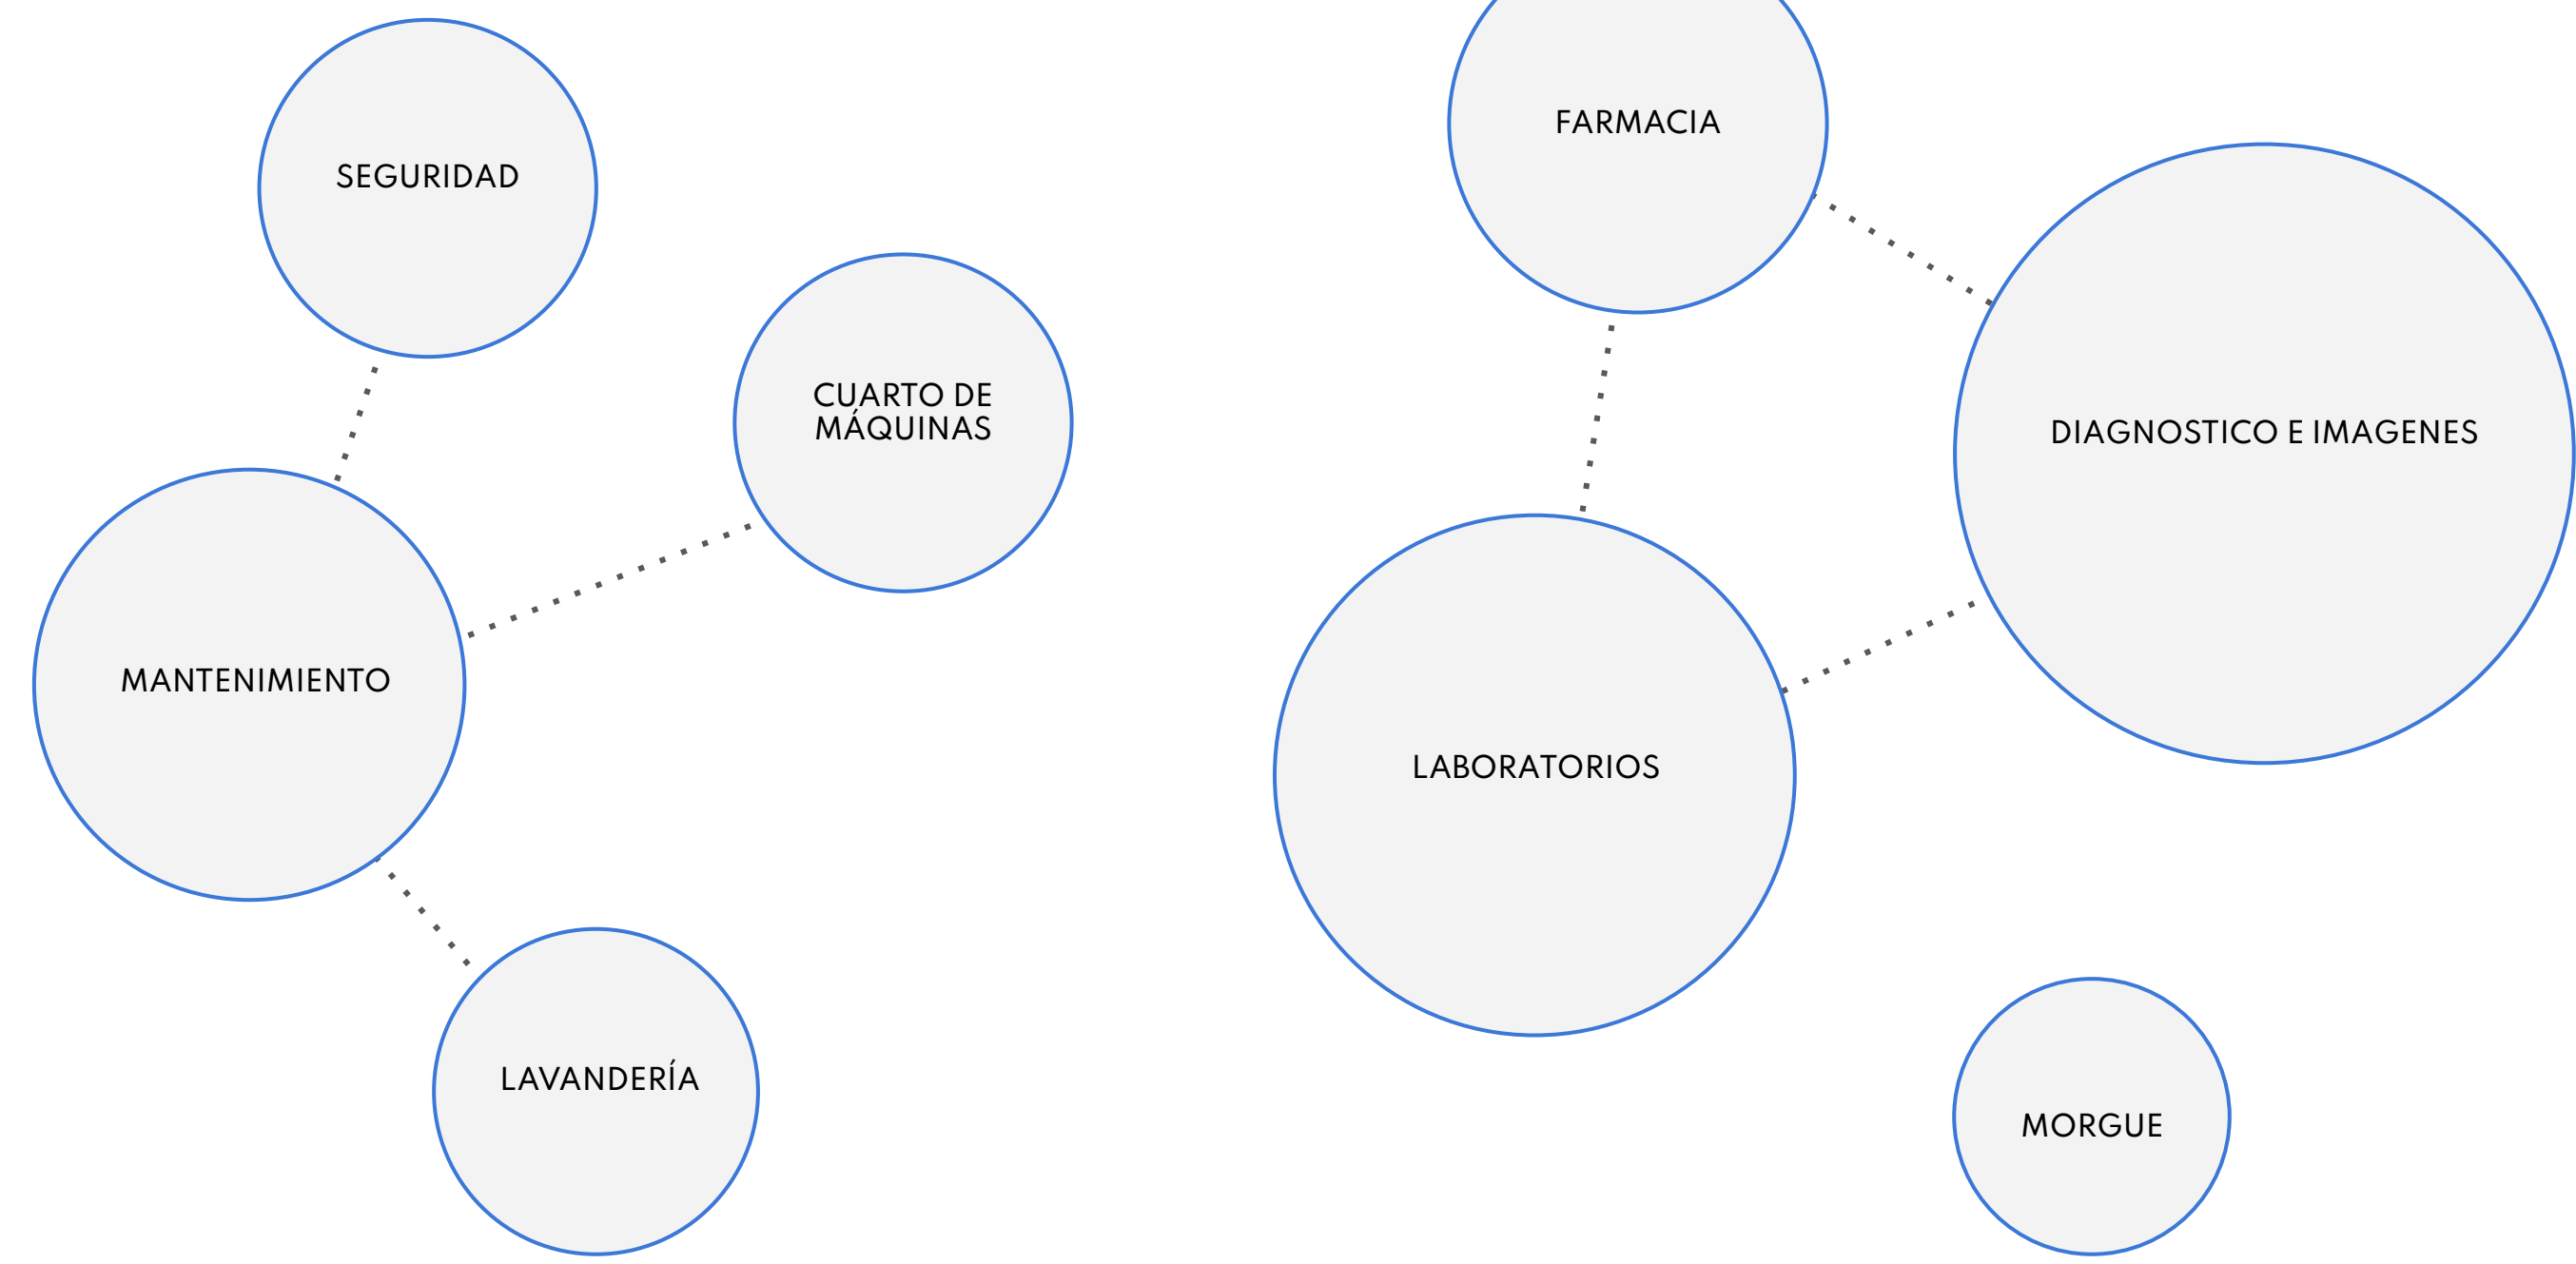 SEGURIDAD
CUARTO DE
MÁQUINAS
MANTENIMIENTO
LAVANDERÍA
FARMACIA
DIAGNOSTICO E IMAGENES
LABORATORIOS
MORGUE